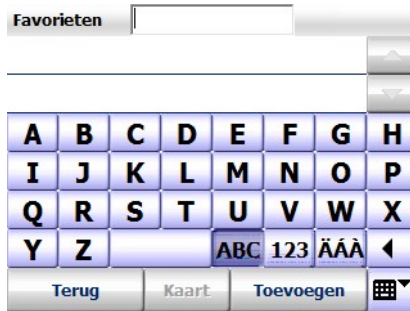 Favorieten
A B C D E F G H
I J K L M N O P
Q R S T U V W X
Y Z ABC 123 ÄÁÀ
Terug Kaart Toevoegen